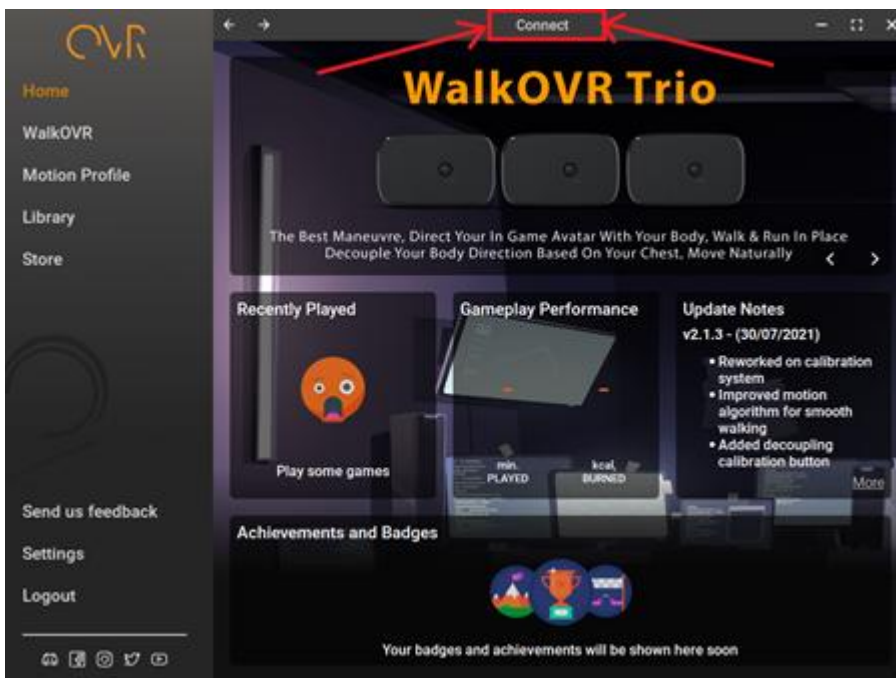 OVR
Connect
Home
WalkOVR
Motion Profile
Library
Store
Send us feedback
Settings
Logout
WalkOVR Trio
The Best Maneuvre, Direct Your In Game Avatar With Your Body, Walk & Run In Place
Decouple Your Body Direction Based On Your Chest, Move Naturally
Recently Played
Play some games
Gameplay Performance
-
-
min.
PLAYED
kcal,
BURNED
Update Notes
v2.1.3 - (30/07/2021)
• Reworked on calibration
system
• Improved motion
algorithm for smooth
walking
• Added decoupling
calibration button
More
Achievements and Badges
Your badges and achievements will be shown here soon